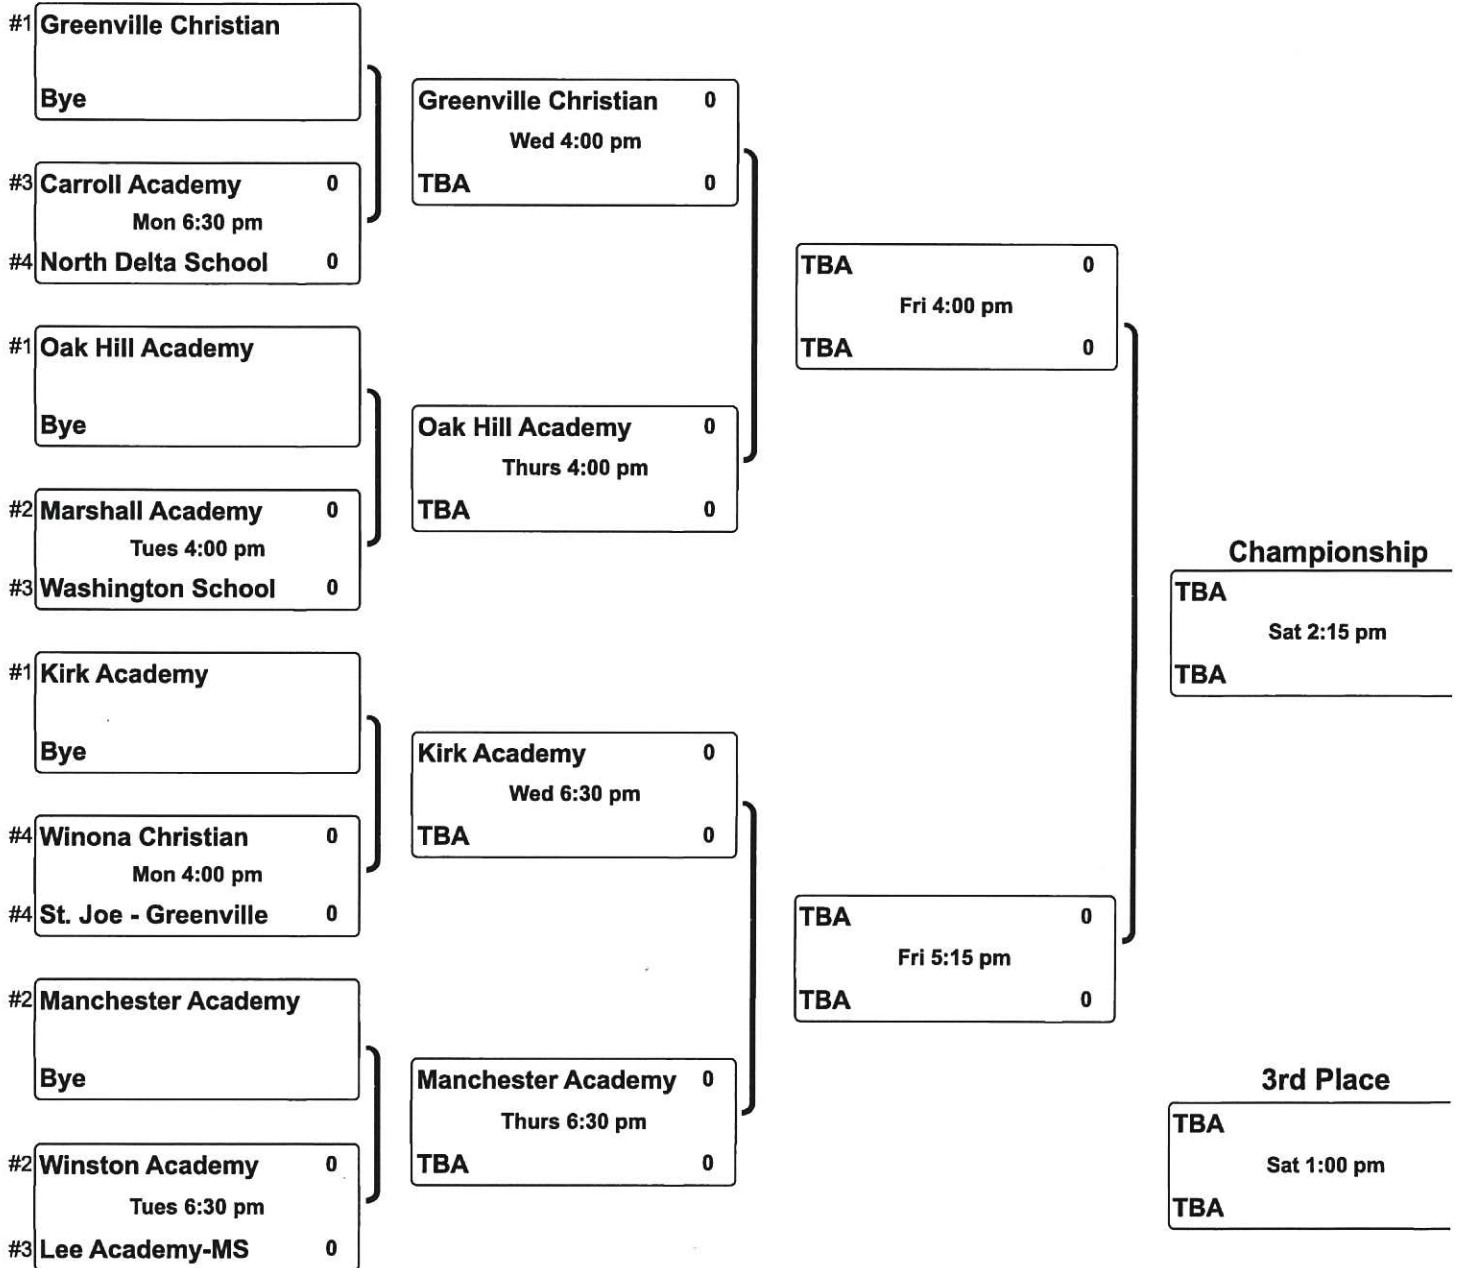 #1 Greenville Christian
Bye
#3 Carroll Academy 0
Mon 6:30 pm
#4 North Delta School 0
#1 Oak Hill Academy
Bye
#2 Marshall Academy 0
Tues 4:00 pm
#3 Washington School 0
#1 Kirk Academy
Bye
#4 Winona Christian 0
Mon 4:00 pm
#4 St. Joe - Greenville 0
#2 Manchester Academy
Bye
#2 Winston Academy 0
Tues 6:30 pm
#3 Lee Academy-MS 0
Greenville Christian 0
Wed 4:00 pm
TBA 0
Oak Hill Academy 0
Thurs 4:00 pm
TBA 0
Kirk Academy 0
Wed 6:30 pm
TBA 0
Manchester Academy 0
Thurs 6:30 pm
TBA 0
TBA 0
Fri 4:00 pm
TBA 0
TBA 0
Fri 5:15 pm
TBA 0
Championship
TBA
Sat 2:15 pm
TBA
3rd Place
TBA
Sat 1:00 pm
TBA